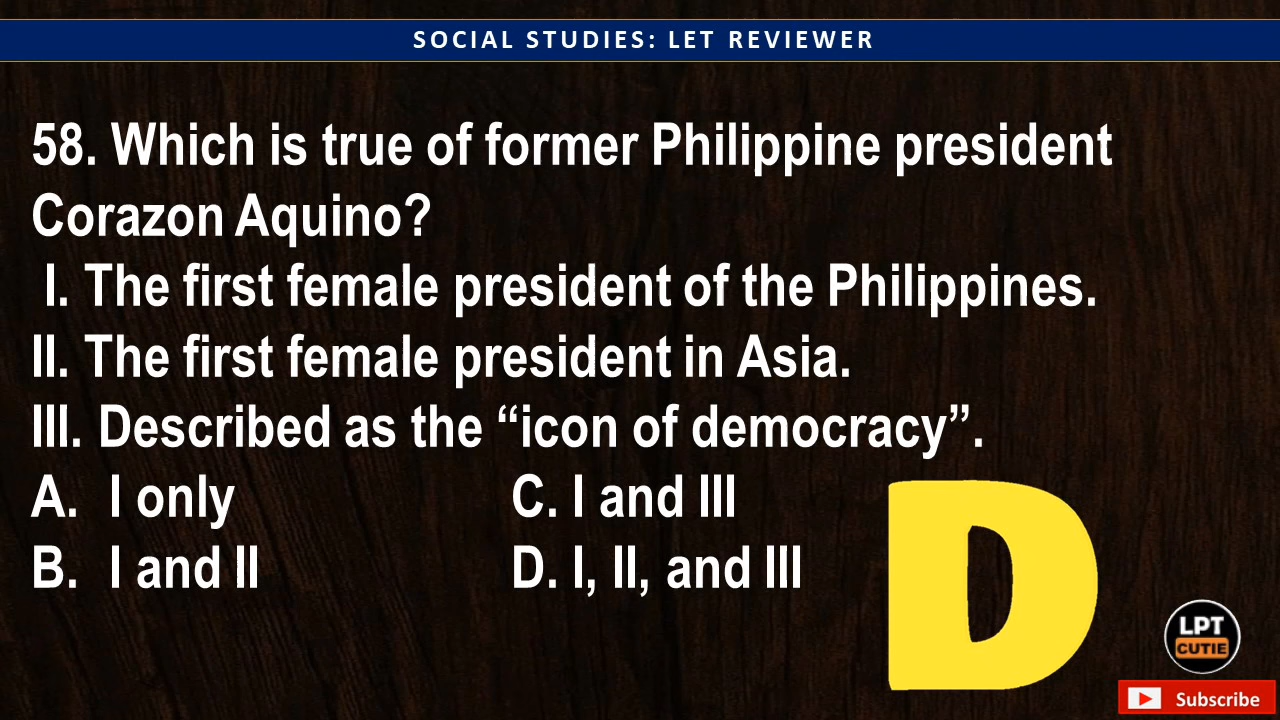 SOCIAL STUDIES: LET REVIEWER
58. Which is true of former Philippine president
Corazon Aquino?
I. The first female president of the Philippines.
II. The first female president in Asia.
III. Described as the “icon of democracy”.
A. I only C. I and III
B. I and II D. I, II, and III
D
LPT
CUTIE
Subscribe